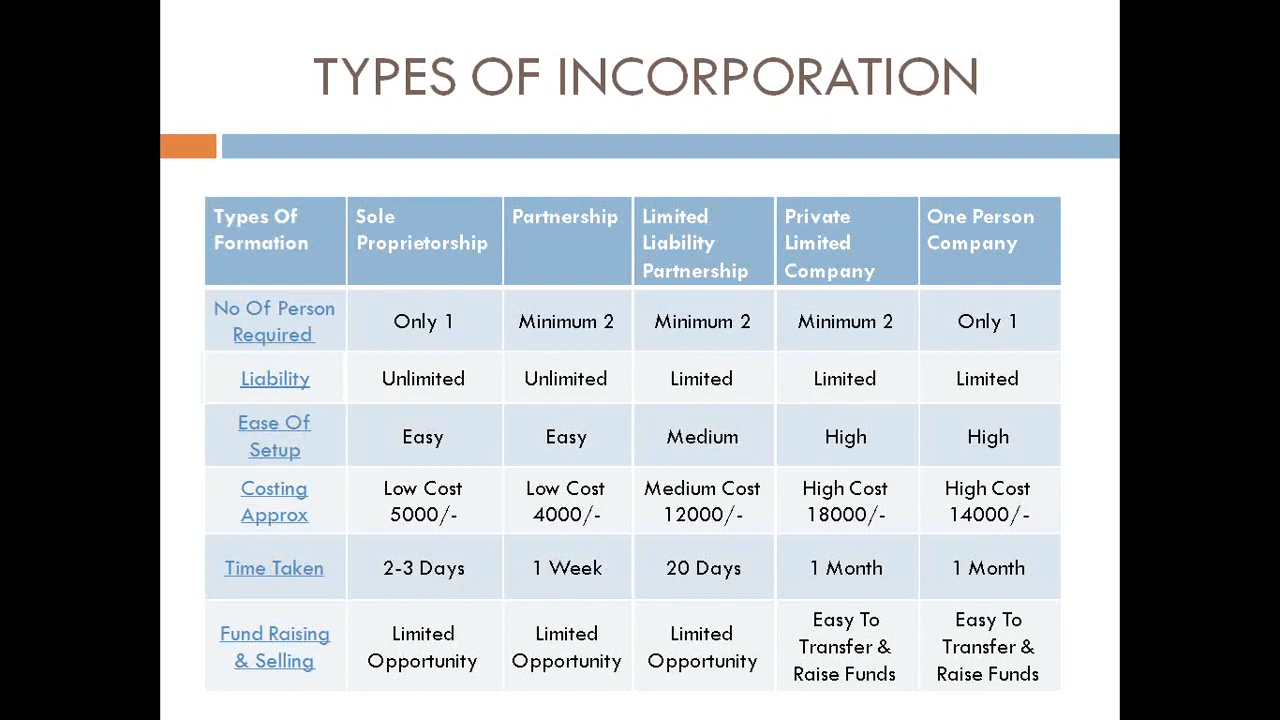 TYPES OF INCORPORATION
Types Of
Formation
Sole
Proprietorship
Partnership
Limited
Liability
Partnership
Private
Limited
Company
One Person
Company
No Of Person
Required
Only 1
Minimum 2
Minimum 2
Minimum 2
Only 1
Liability
Unlimited
Unlimited
Limited
Limited
Limited
Ease Of
Setup
Easy
Easy
Medium
High
High
Costing
Approx
Low Cost
5000/-
Low Cost
4000/-
Medium Cost
12000/-
High Cost
18000/-
High Cost
14000/-
Time Taken
2-3 Days
1 Week
20 Days
1 Month
1 Month
Fund Raising
& Selling
Limited
Opportunity
Limited
Opportunity
Limited
Opportunity
Easy To
Transfer &
Raise Funds
Easy To
Transfer &
Raise Funds